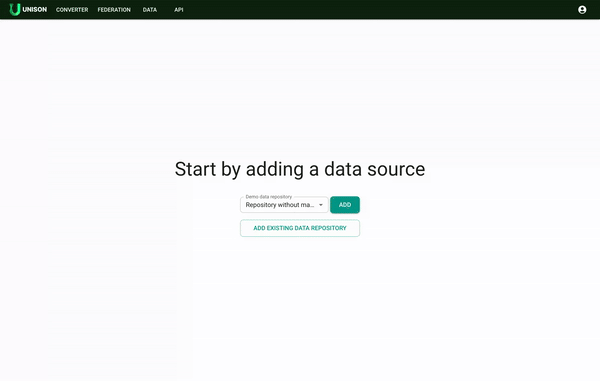 UNISON CONVERTER FEDERATION DATA API
Start by adding a data source
Demo data repository
Repository without ma... ADD
ADD EXISTING DATA REPOSITORY